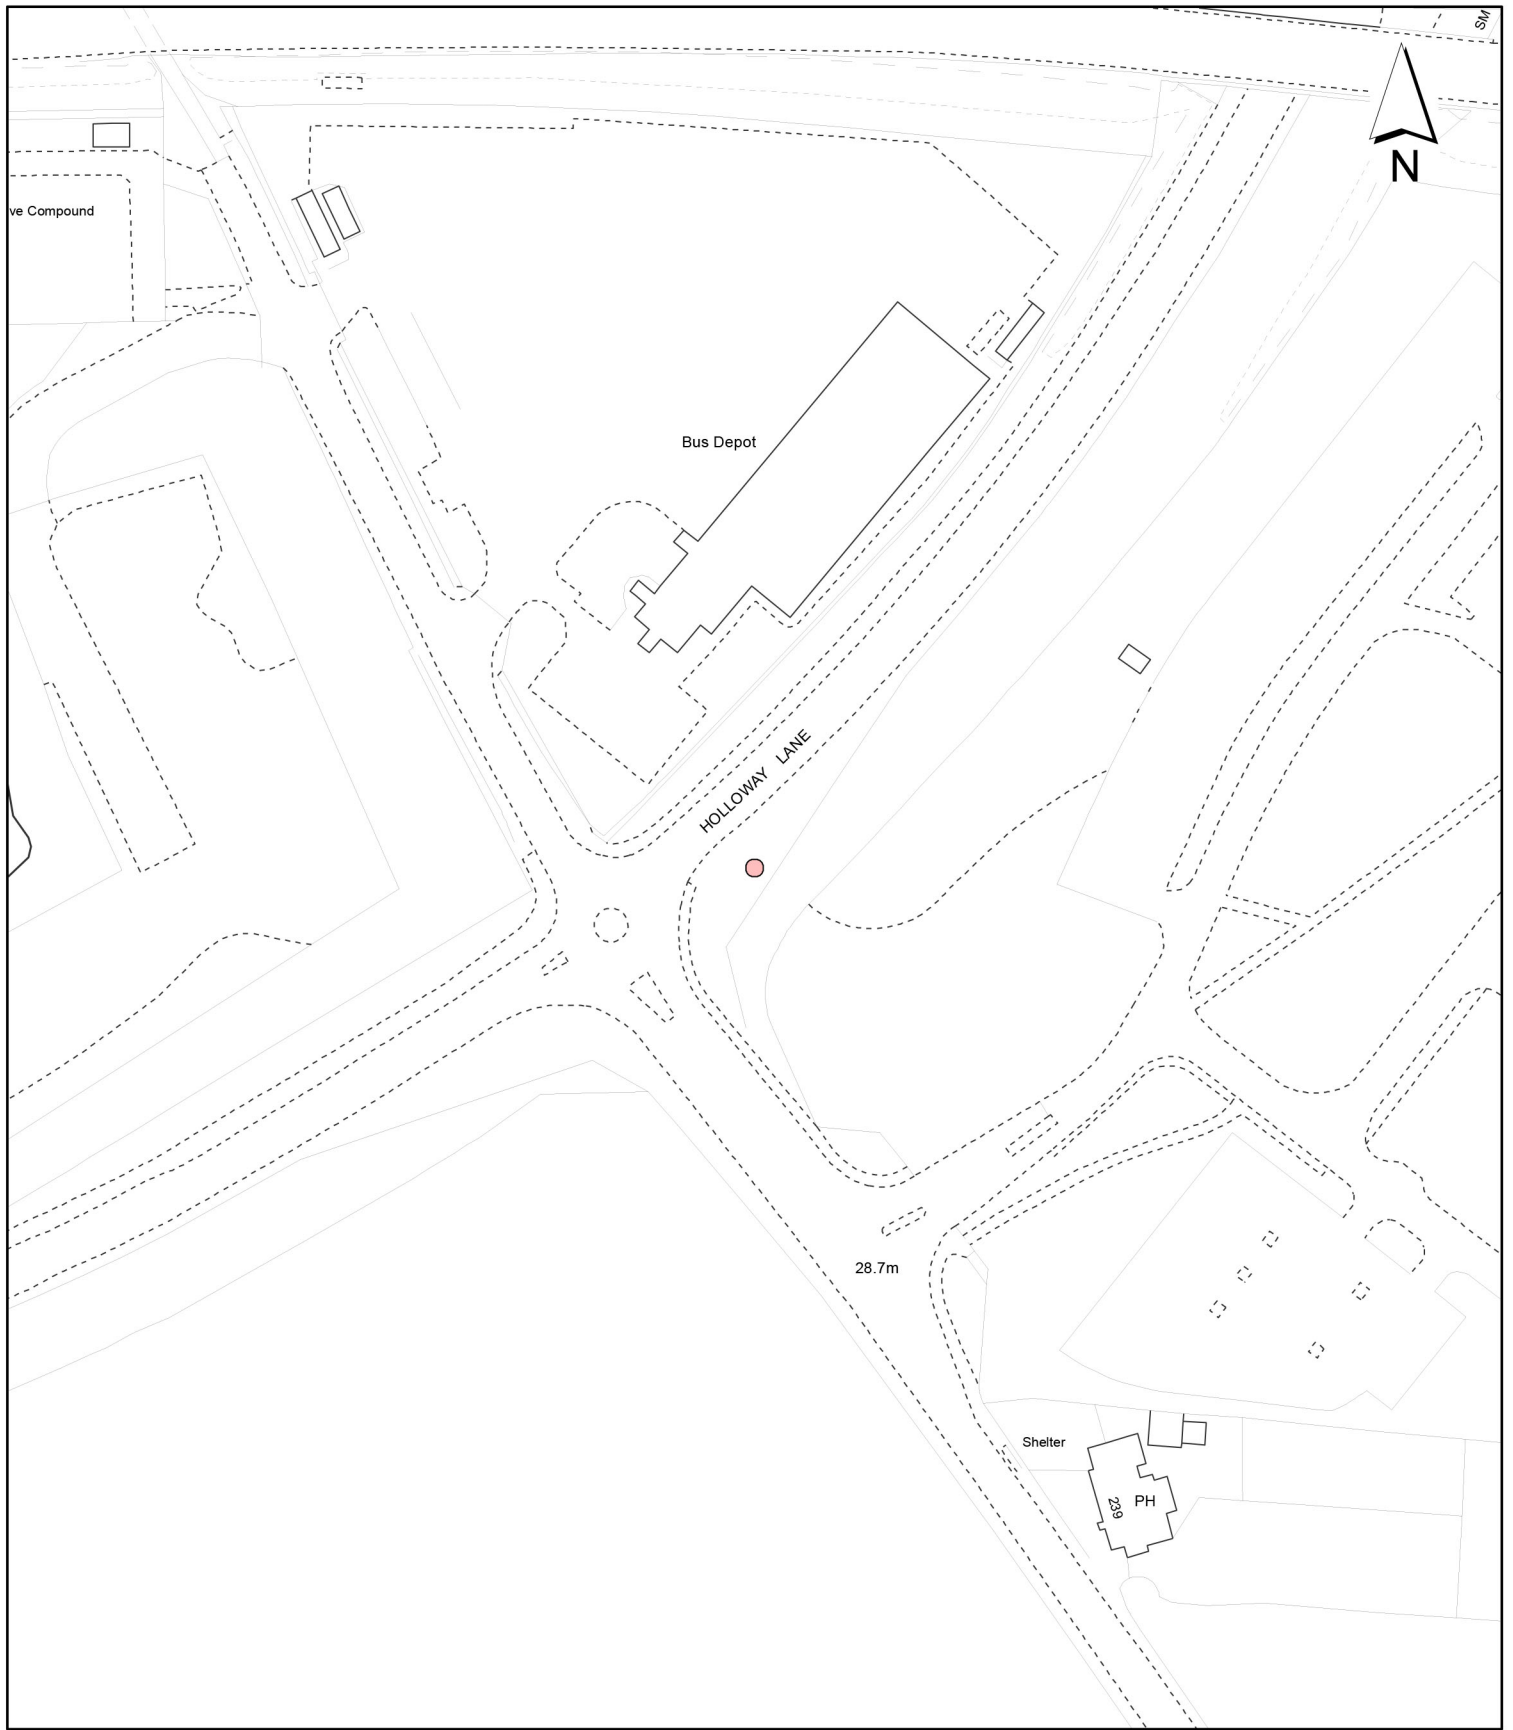 SM
N
ve Compound
Bus Depot
HOLLOWAY LANE
28.7m
Shelter
239
PH